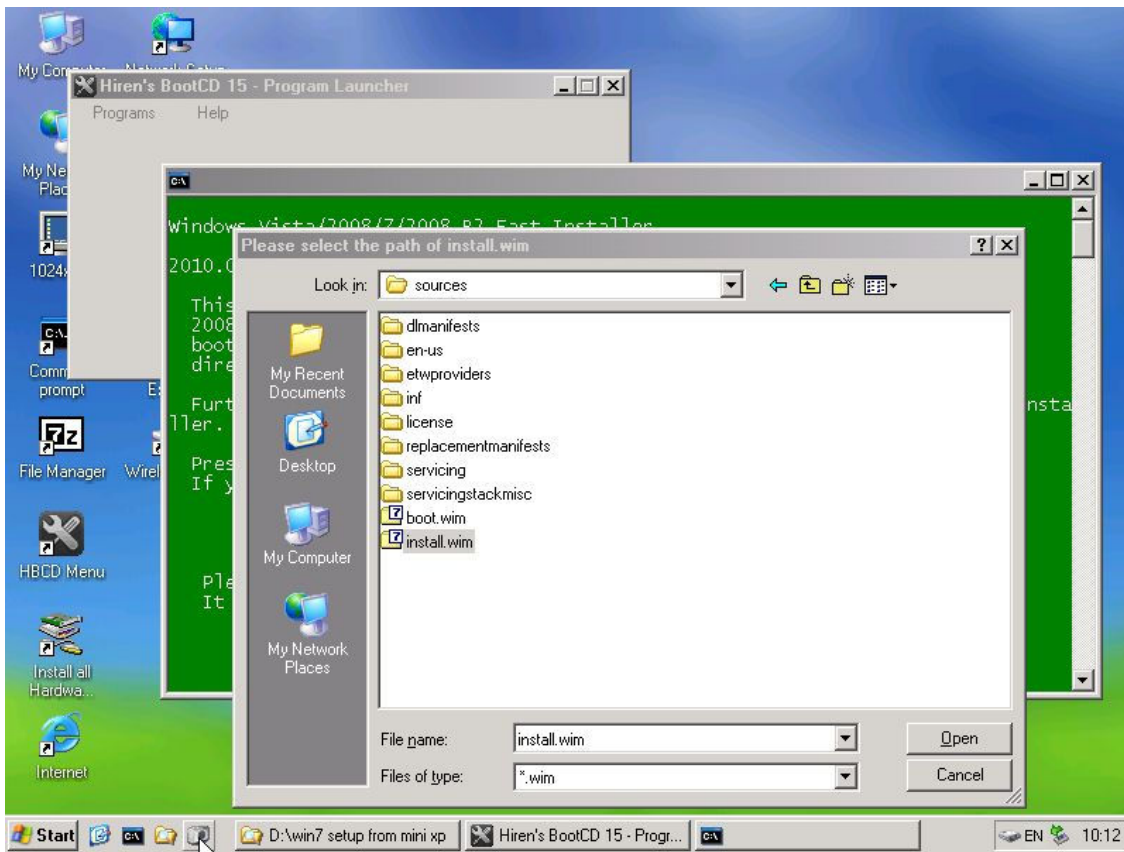 My Computer Network Setup
Hiren's BootCD 15 - Program Launcher
Programs Help
My Ne
Plac
C:\
Windows Vista/2008/7/2008 R2 Fast Installer
Please select the path of install.wim
2010.0
1024x
Look in: sources
This
2008
boot
dire
dlmanifests
en-us
etwproviders
inf
license
replacementmanifests
servicing
servicingstackmisc
boot.wim
install.wim
My Recent
Documents
Desktop
My Computer
My Network
Places
Comm
prompt
Furt
nsta
ller.
7z
File Manager Wirel
Pres
If y
HBCD Menu
Ple
It
Install all
Hardwa...
Internet
File name: install.wim Open
Files of type: *.wim Cancel
Start D:\win7 setup from mini xp Hiren's BootCD 15 - Progr... EN 10:12